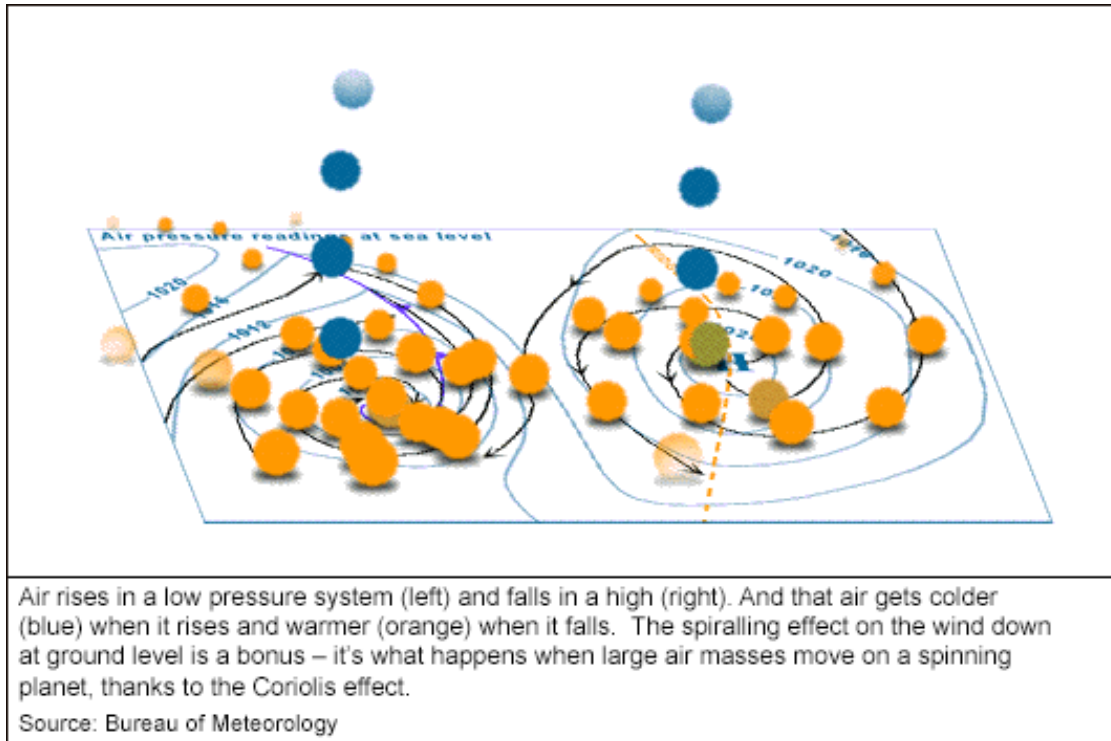 Air pressure readings at sea level
1016
1020
1020
1016
1012
Air rises in a low pressure system (left) and falls in a high (right). And that air gets colder
(blue) when it rises and warmer (orange) when it falls.  The spiralling effect on the wind down
at ground level is a bonus – it's what happens when large air masses move on a spinning
planet, thanks to the Coriolis effect.
Source: Bureau of Meteorology